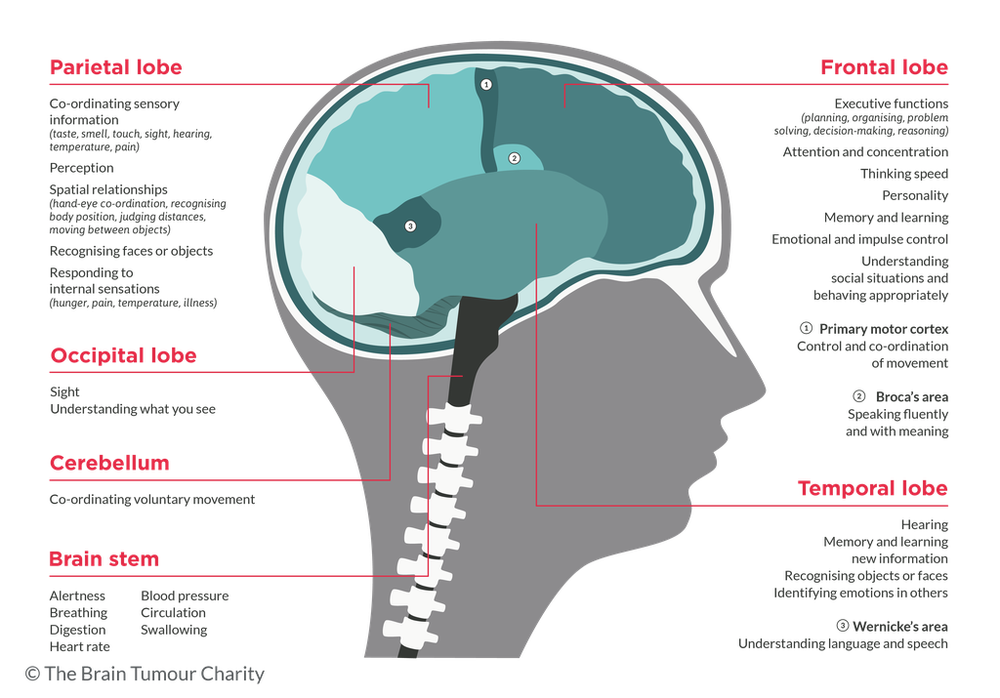 Parietal lobe
Co-ordinating sensory
information
(taste, smell, touch, sight, hearing,
temperature, pain)
Perception
Spatial relationships
(hand-eye co-ordination, recognising
body position, judging distances,
moving between objects)
Recognising faces or objects
Responding to
internal sensations
(hunger, pain, temperature, illness)
Occipital lobe
Sight
Understanding what you see
Cerebellum
Co-ordinating voluntary movement
Brain stem
Alertness
Breathing
Digestion
Heart rate
Blood pressure
Circulation
Swallowing
© The Brain Tumour Charity
1
2
3
Frontal lobe
Executive functions
(planning, organising, problem
solving, decision-making, reasoning)
Attention and concentration
Thinking speed
Personality
Memory and learning
Emotional and impulse control
Understanding
social situations and
behaving appropriately
1 Primary motor cortex
Control and co-ordination
of movement
2 Broca's area
Speaking fluently
and with meaning
Temporal lobe
Hearing
Memory and learning
new information
Recognising objects or faces
Identifying emotions in others
3 Wernicke's area
Understanding language and speech